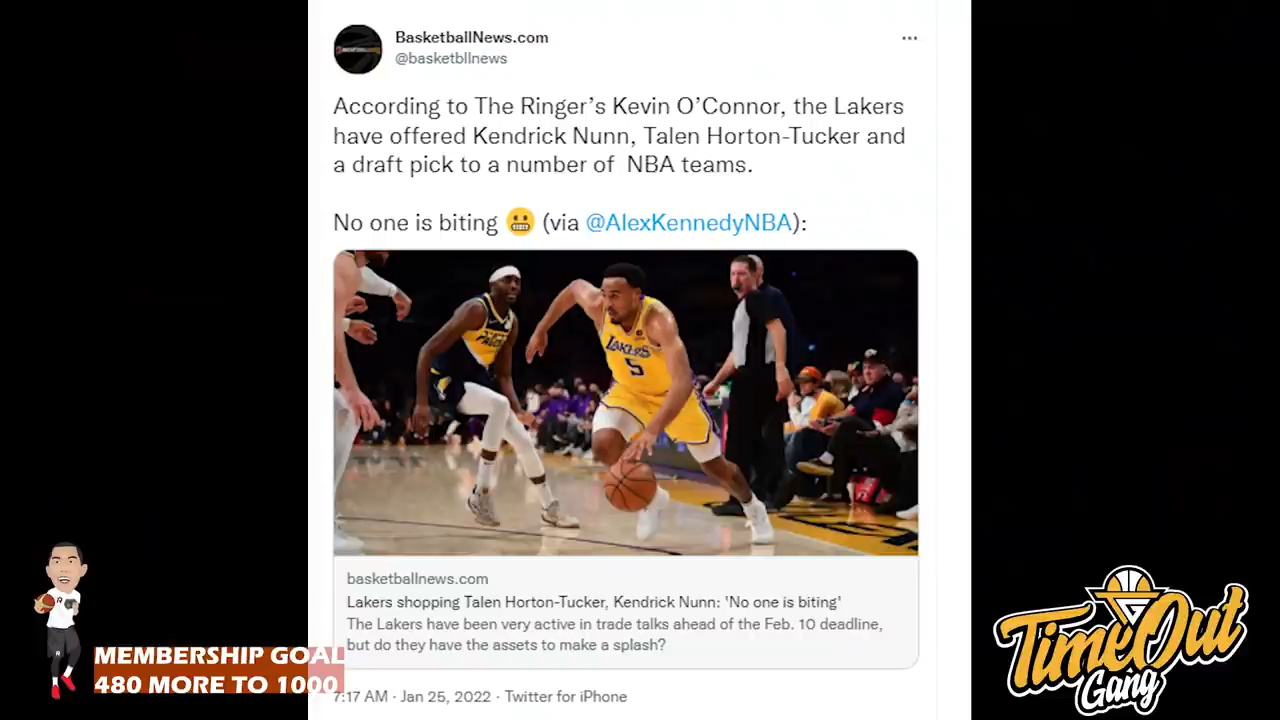 BasketballNews.com
@basketbllnews
According to The Ringer’s Kevin O’Connor, the Lakers
have offered Kendrick Nunn, Talen Horton-Tucker and
a draft pick to a number of NBA teams.
No one is biting 😬 (via @AlexKennedyNBA):
LAKERS
5
basketballnews.com
Lakers shopping Talen Horton-Tucker, Kendrick Nunn: 'No one is biting'
The Lakers have been very active in trade talks ahead of the Feb. 10 deadline,
but do they have the assets to make a splash?
7:17 AM · Jan 25, 2022 · Twitter for iPhone
MEMBERSHIP GOAL
480 MORE TO 1000
TimeOut
Gang